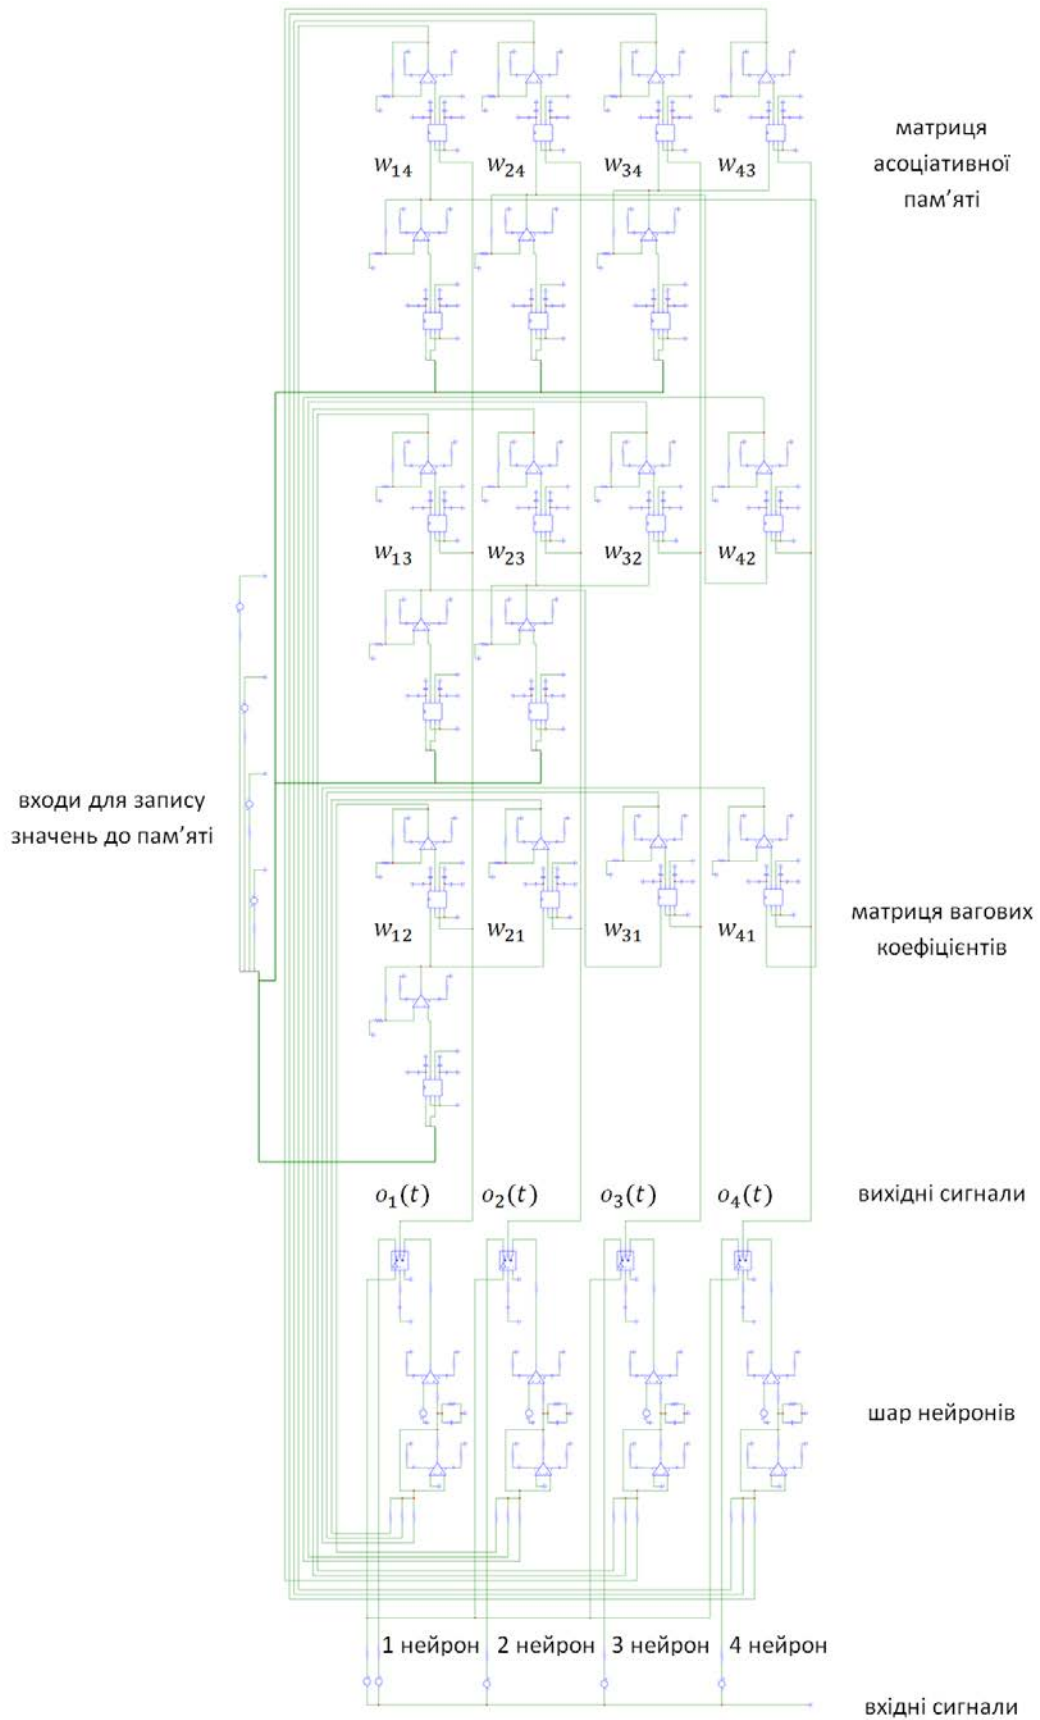 матриця
асоціативної
пам’яті
w₁₄ w₂₄ w₃₄ w₄₃
w₁₃ w₂₃ w₃₂ w₄₂
входи для запису
значень до пам’яті
w₁₂ w₂₁ w₃₁ w₄₁
матриця вагових
коефіцієнтів
o₁(t) o₂(t) o₃(t) o₄(t)
вихідні сигнали
шар нейронів
1 нейрон 2 нейрон 3 нейрон 4 нейрон
вхідні сигнали